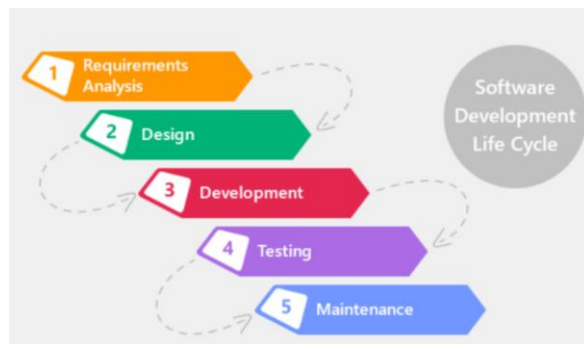 1
Requirements
Analysis
2
Design
3
Development
4
Testing
5
Maintenance
Software
Development
Life Cycle